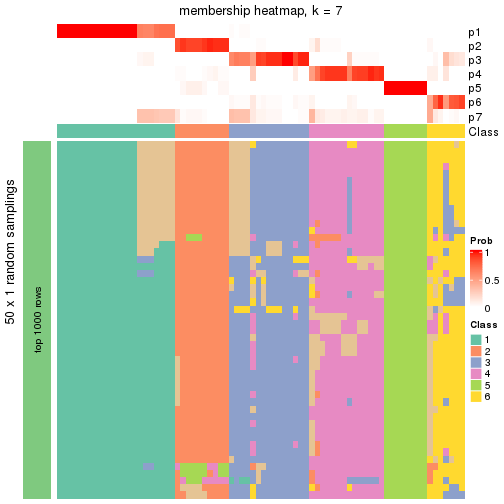 membership heatmap, k = 7
p1
p2
p3
p4
p5
p6
p7
Class
50 x 1 random samplings
top 1000 rows
Prob
1
0.5
0
Class
1
2
3
4
5
6